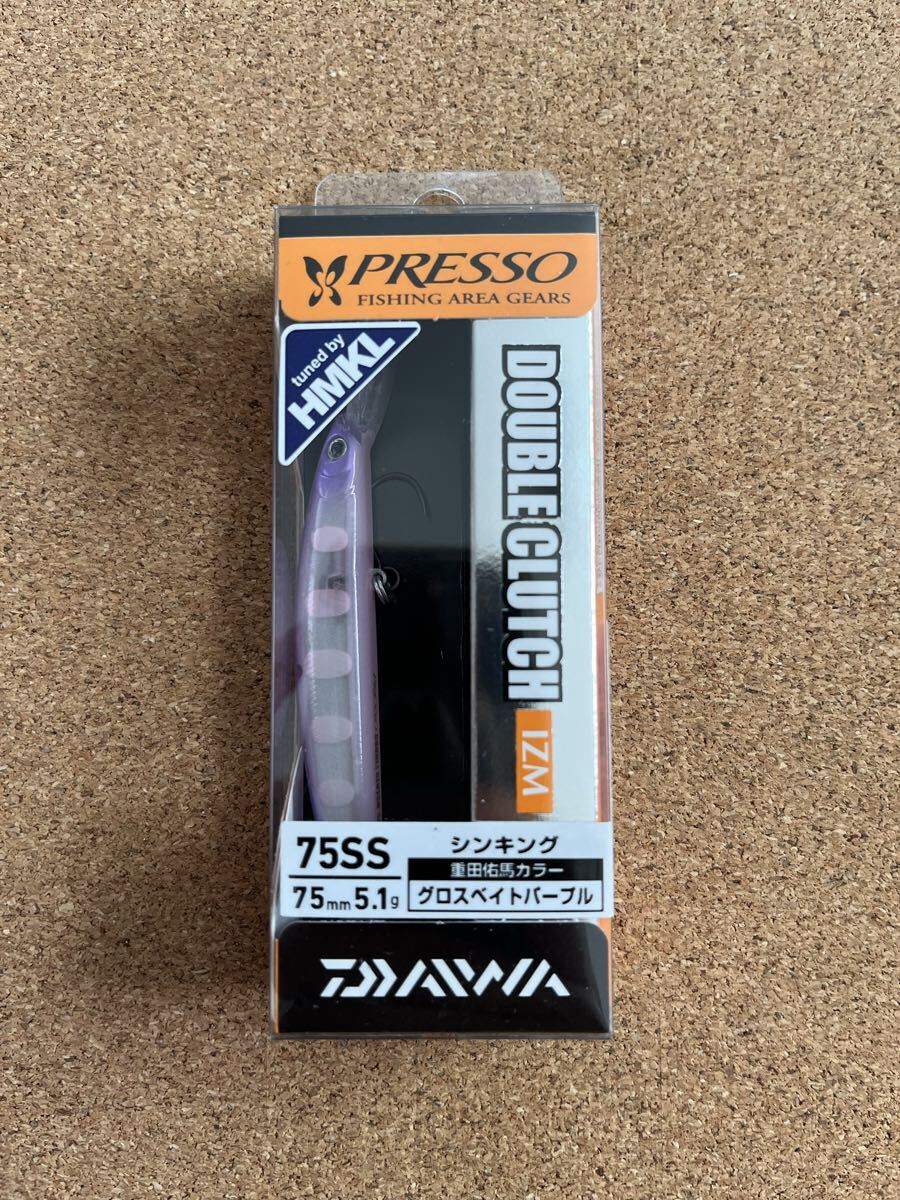 PRESSO
FISHING AREA GEARS
tuned by
HMKL
DOUBLE CLUTCH
IZM
75SS
75mm 5.1g
シンキング
重田佑馬カラー
グロスベイトパープル
DAIWA